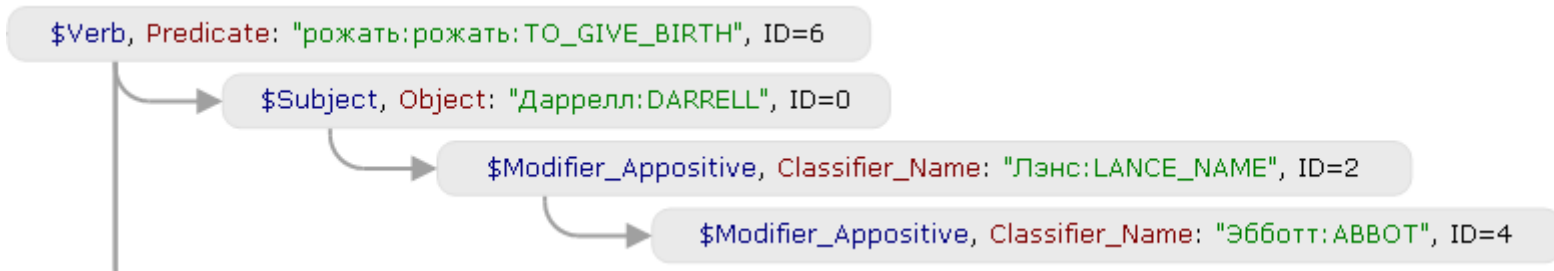 $Verb, Predicate: "рожать:рожать:TO_GIVE_BIRTH", ID=6
$Subject, Object: "Даррелл:DARRELL", ID=0
$Modifier_Appositive, Classifier_Name: "Лэнс:LANCE_NAME", ID=2
$Modifier_Appositive, Classifier_Name: "Эбботт:ABBOT", ID=4